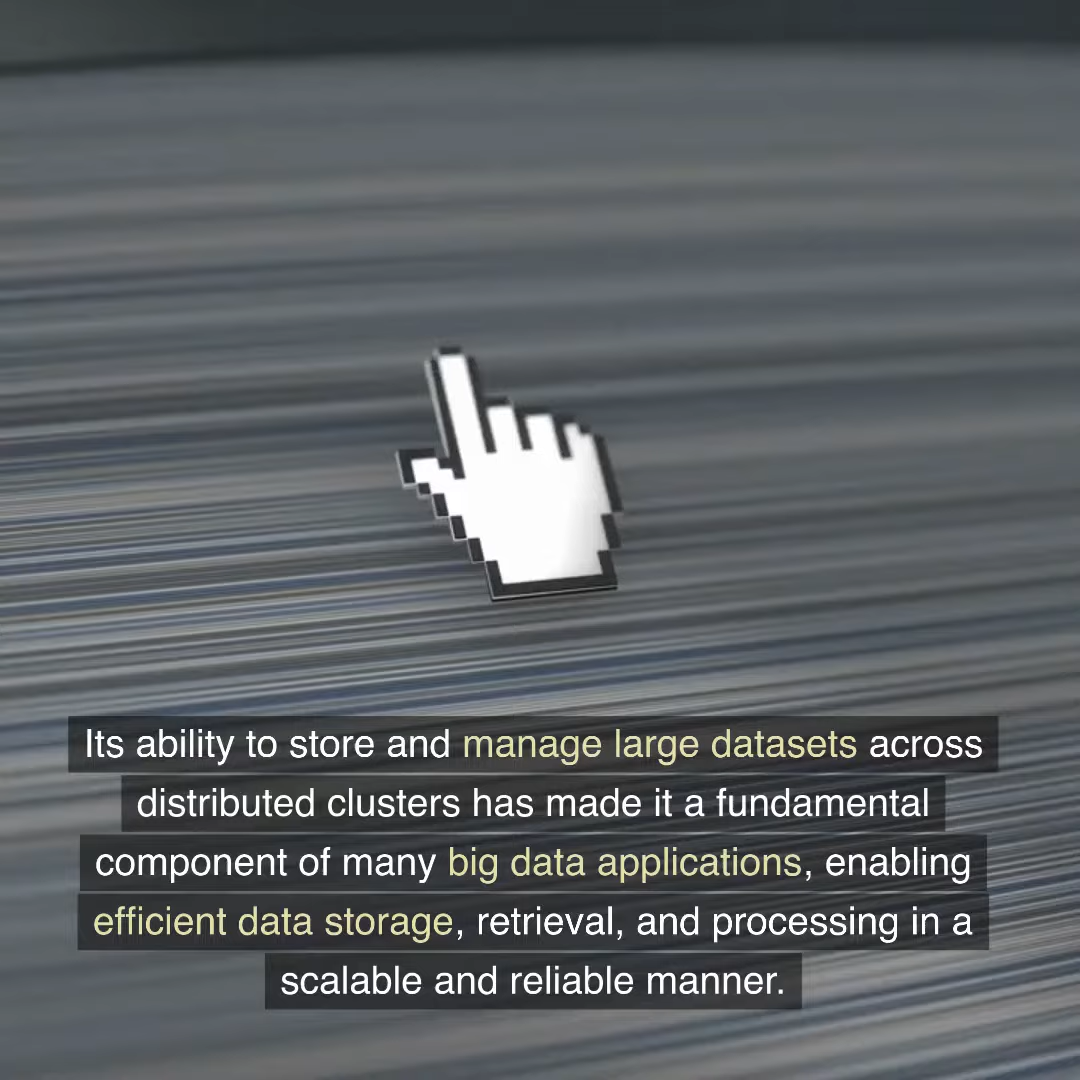 Its ability to store and manage large datasets across
distributed clusters has made it a fundamental
component of many big data applications, enabling
efficient data storage, retrieval, and processing in a
scalable and reliable manner.